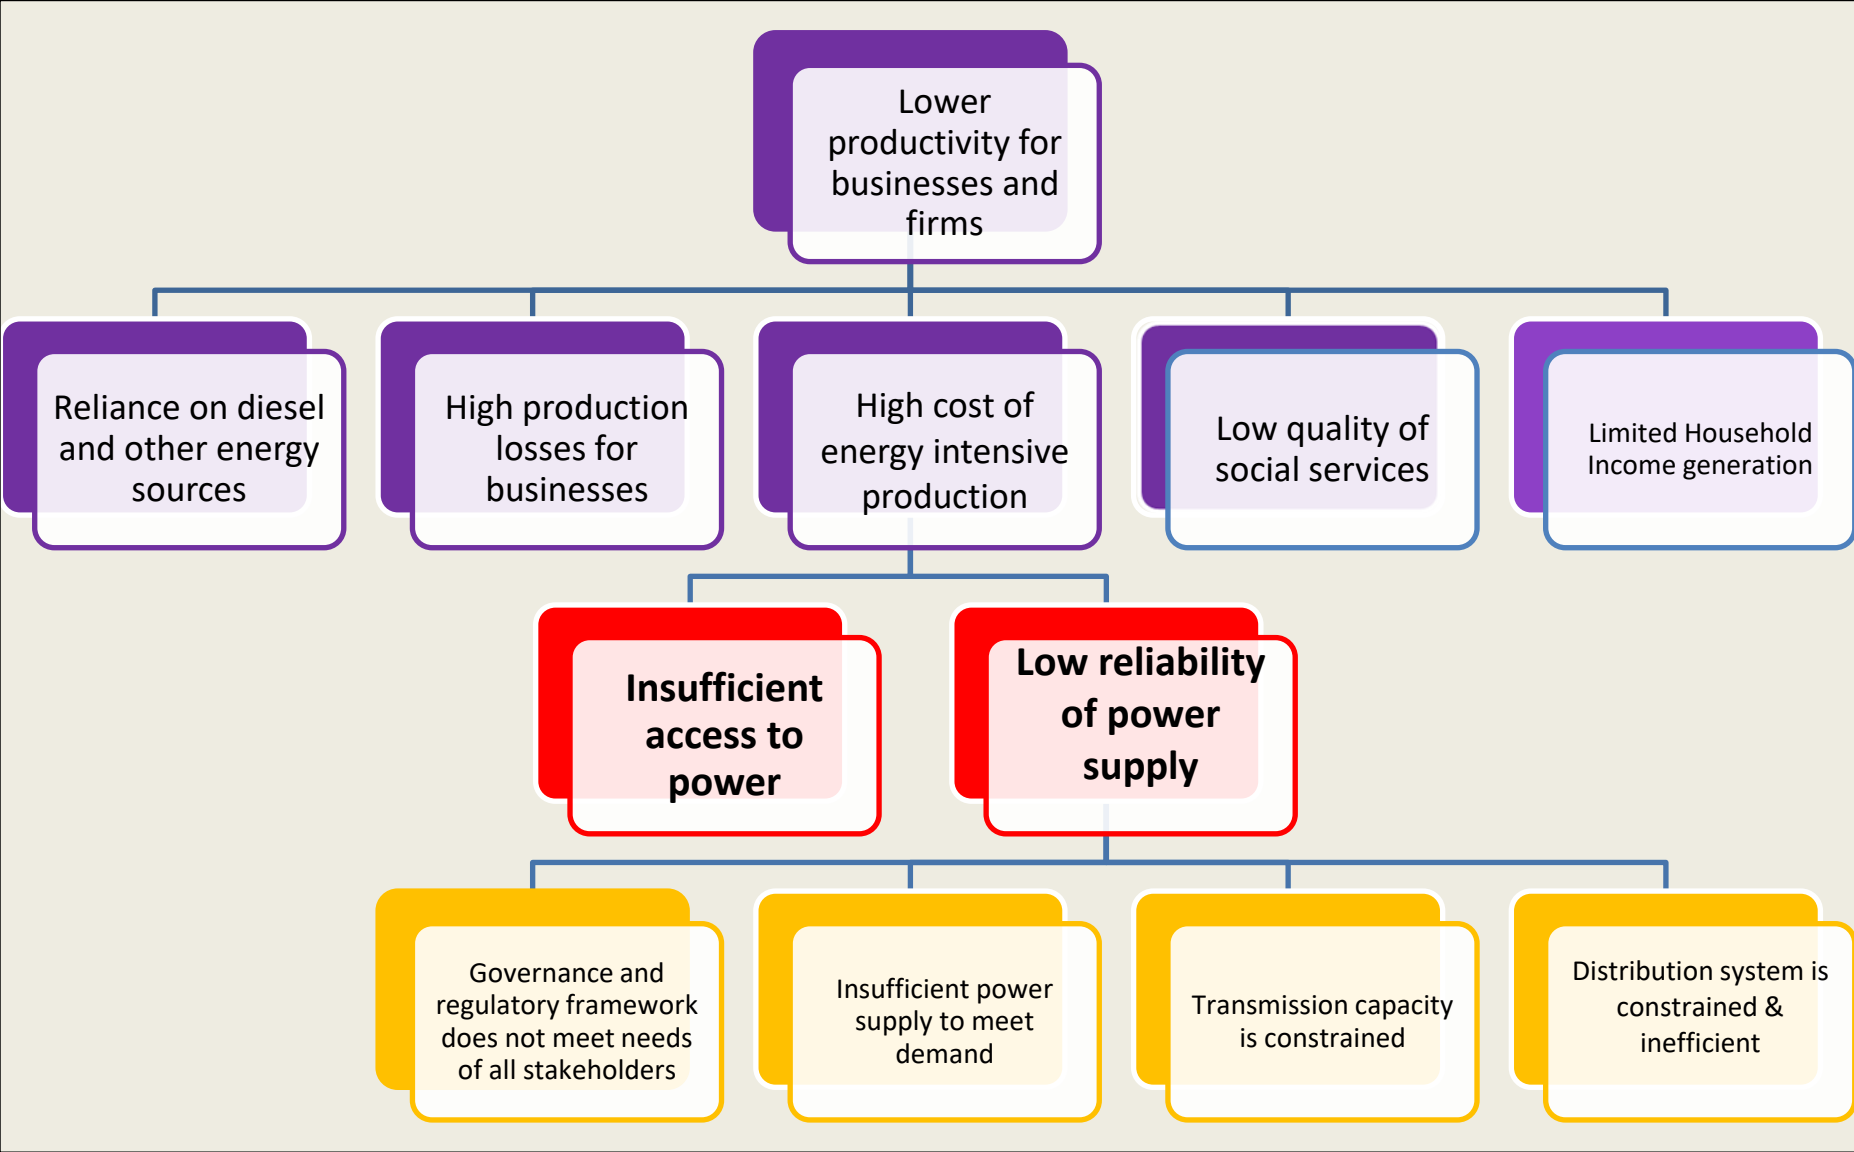 Lower
productivity for
businesses and
firms
Reliance on diesel
and other energy
sources
High production
losses for
businesses
High cost of
energy intensive
production
Low quality of
social services
Limited Household
Income generation
Insufficient
access to
power
Low reliability
of power
supply
Governance and
regulatory framework
does not meet needs
of all stakeholders
Insufficient power
supply to meet
demand
Transmission capacity
is constrained
Distribution system is
constrained &
inefficient